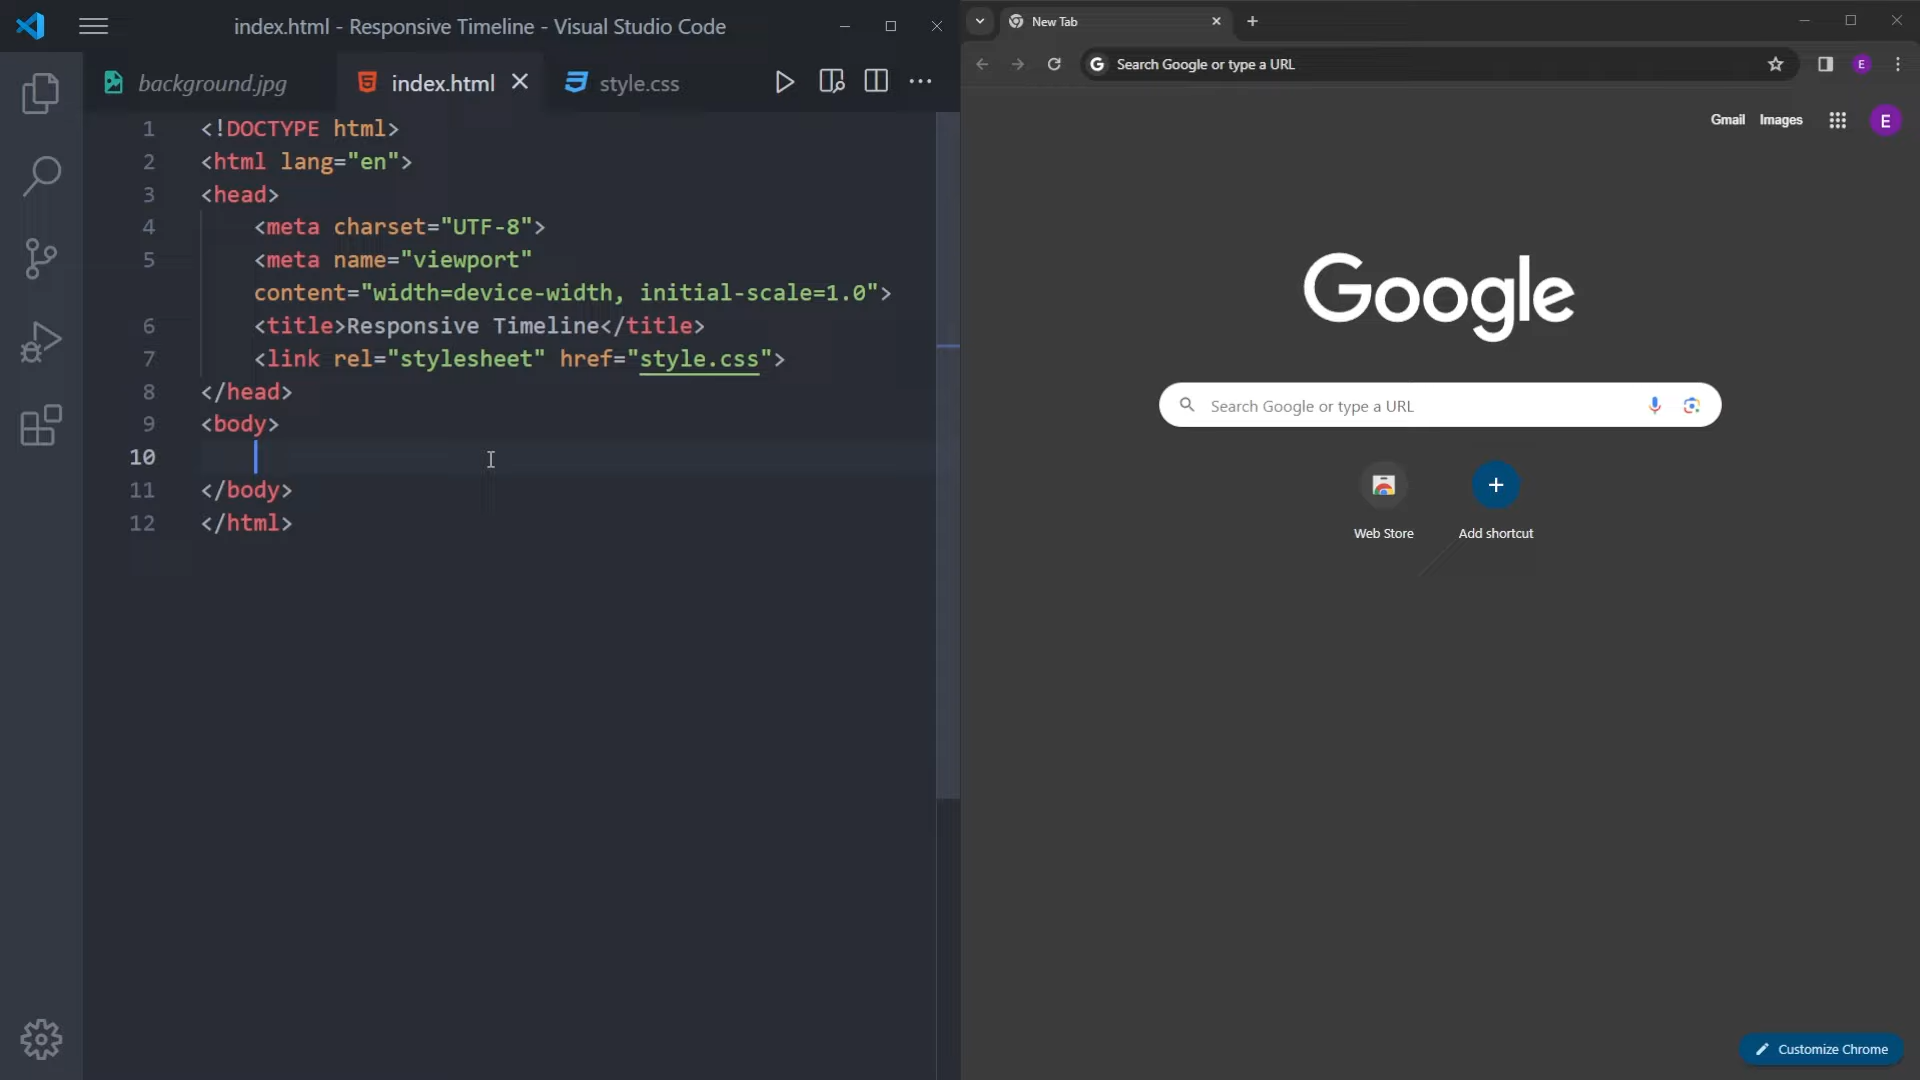 index.html - Responsive Timeline - Visual Studio Code
background.jpg
index.html
style.css
1 <!DOCTYPE html>
2 <html lang="en">
3 <head>
4 <meta charset="UTF-8">
5 <meta name="viewport"
content="width=device-width, initial-scale=1.0">
6 <title>Responsive Timeline</title>
7 <link rel="stylesheet" href="style.css">
8 </head>
9 <body>
10
11 </body>
12 </html>
New Tab
G Search Google or type a URL
E
Gmail Images E
Google
Search Google or type a URL
Web Store
Add shortcut
Customize Chrome